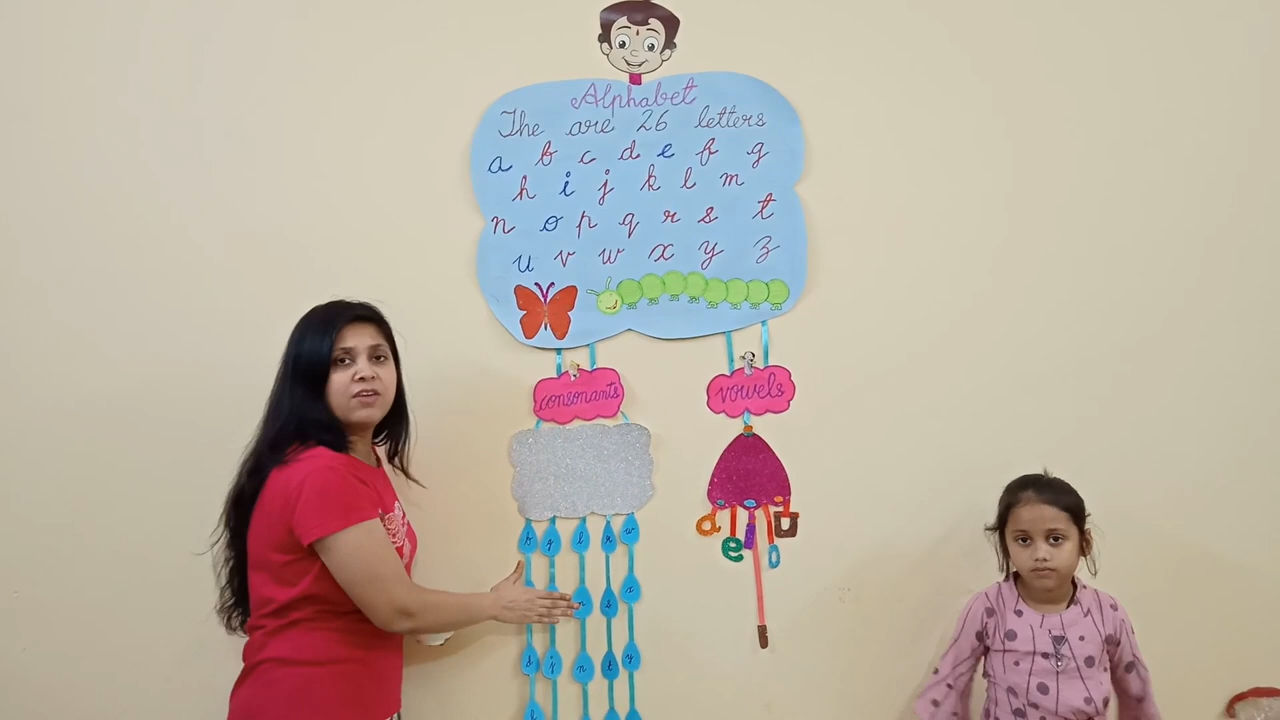 Alphabet
The are 26 letters
a b c d e f g
h i j k l m
n o p q r s t
u v w x y z
consonants
vowels
a e i o u
b g l r w
s x
d j n t y